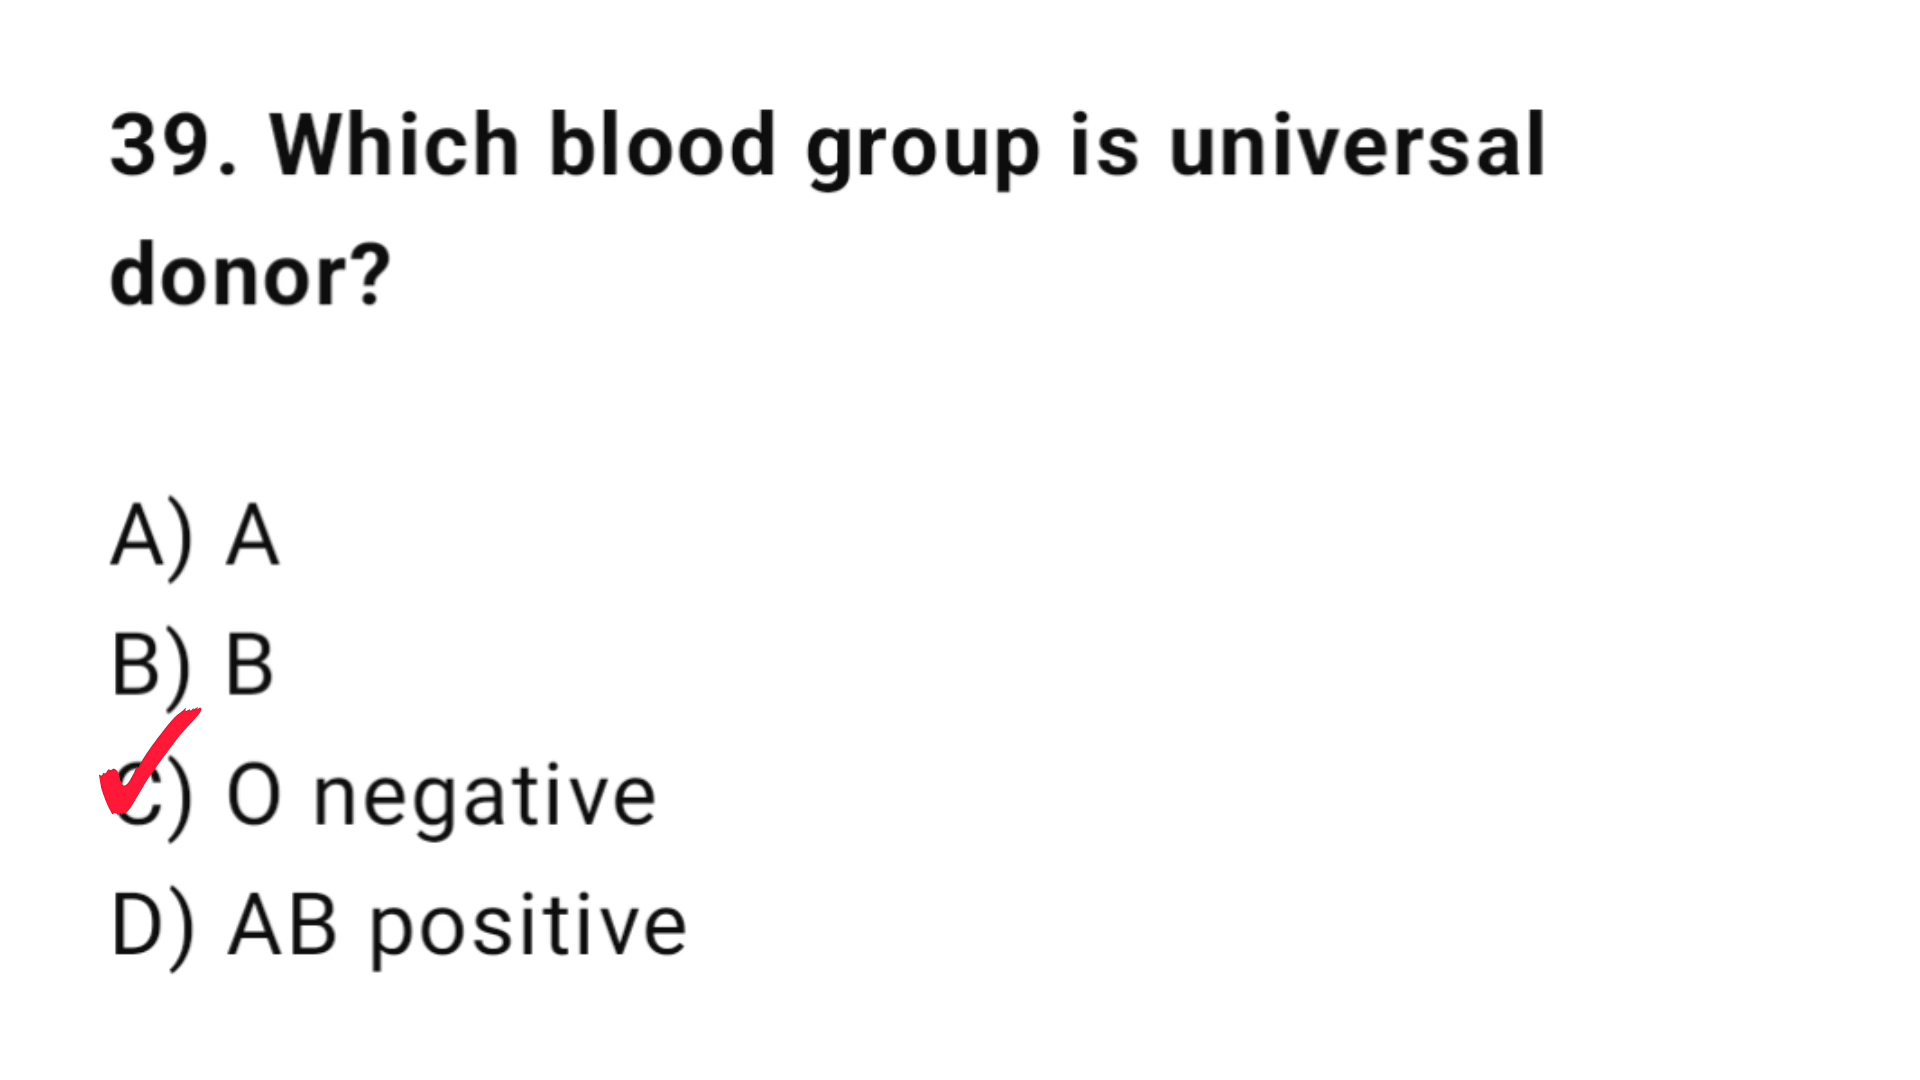 39. Which blood group is universal
donor?
A) A
B) B
C) O negative
D) AB positive